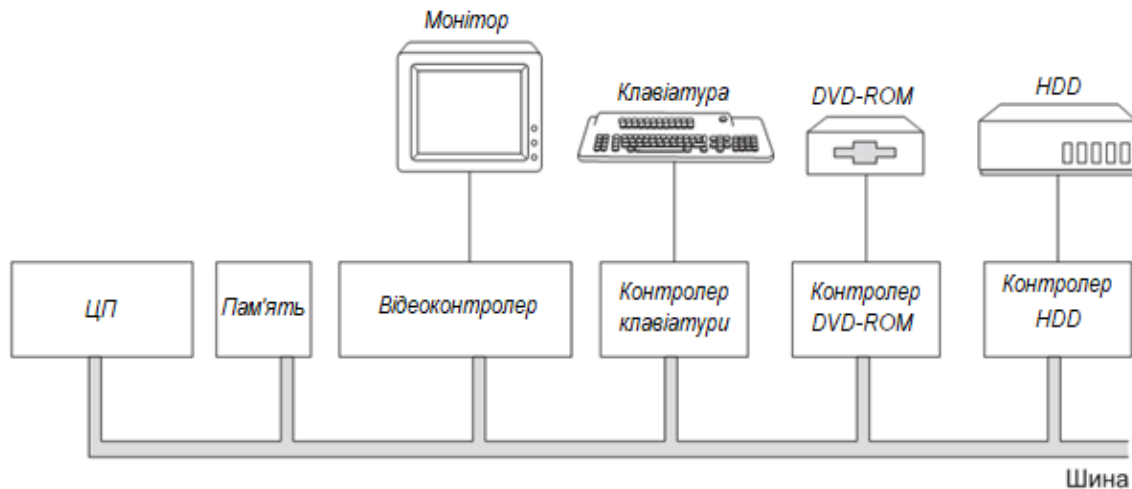 Монітор
Клавіатура
DVD-ROM
HDD
ЦП
Пам'ять
Відеоконтролер
Контролер
клавіатури
Контролер
DVD-ROM
Контролер
HDD
Шина